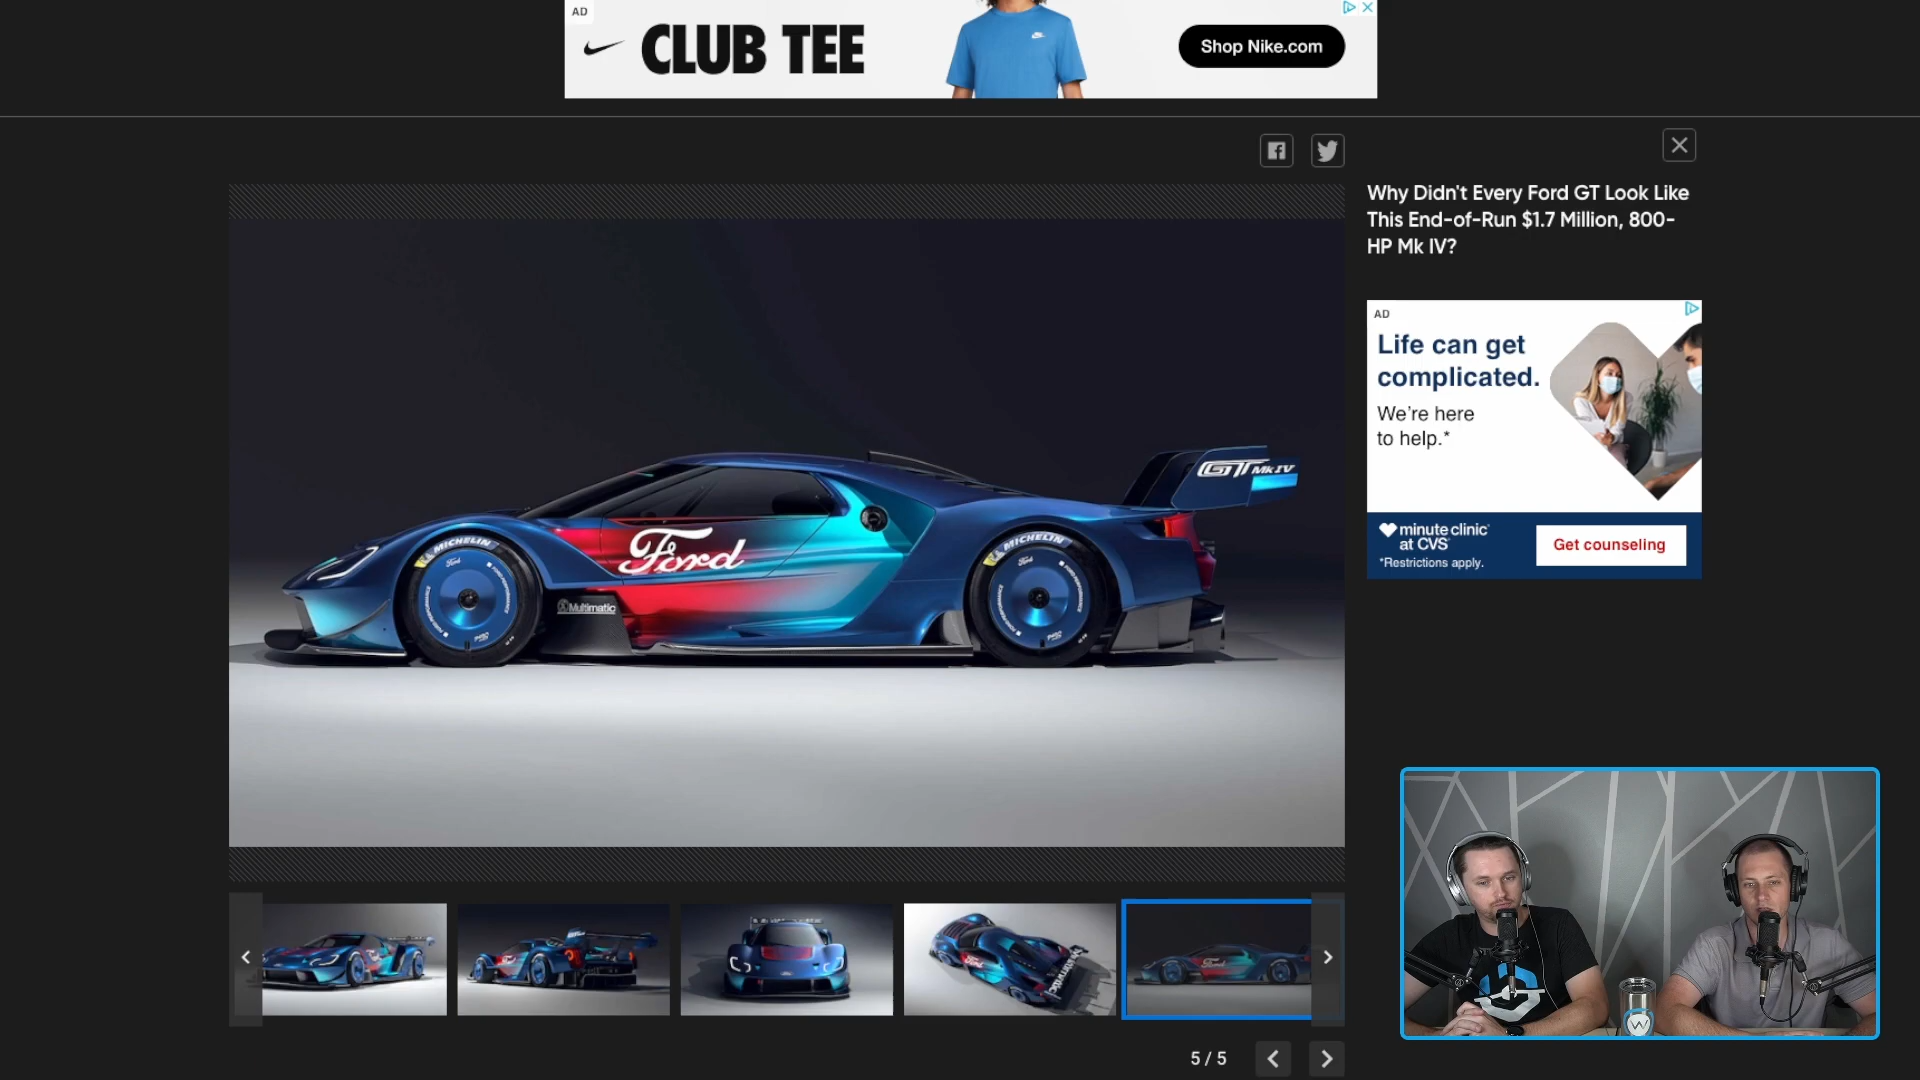 AD
CLUB TEE
Shop Nike.com
Why Didn't Every Ford GT Look Like
This End-of-Run $1.7 Million, 800-
HP Mk IV?
AD
Life can get
complicated.
We're here
to help.*
minute clinic
at CVS
*Restrictions apply.
Get counseling
GT MK IV
Ford
MICHELIN
MICHELIN
Ford
Ford
Multimatic
5 / 5